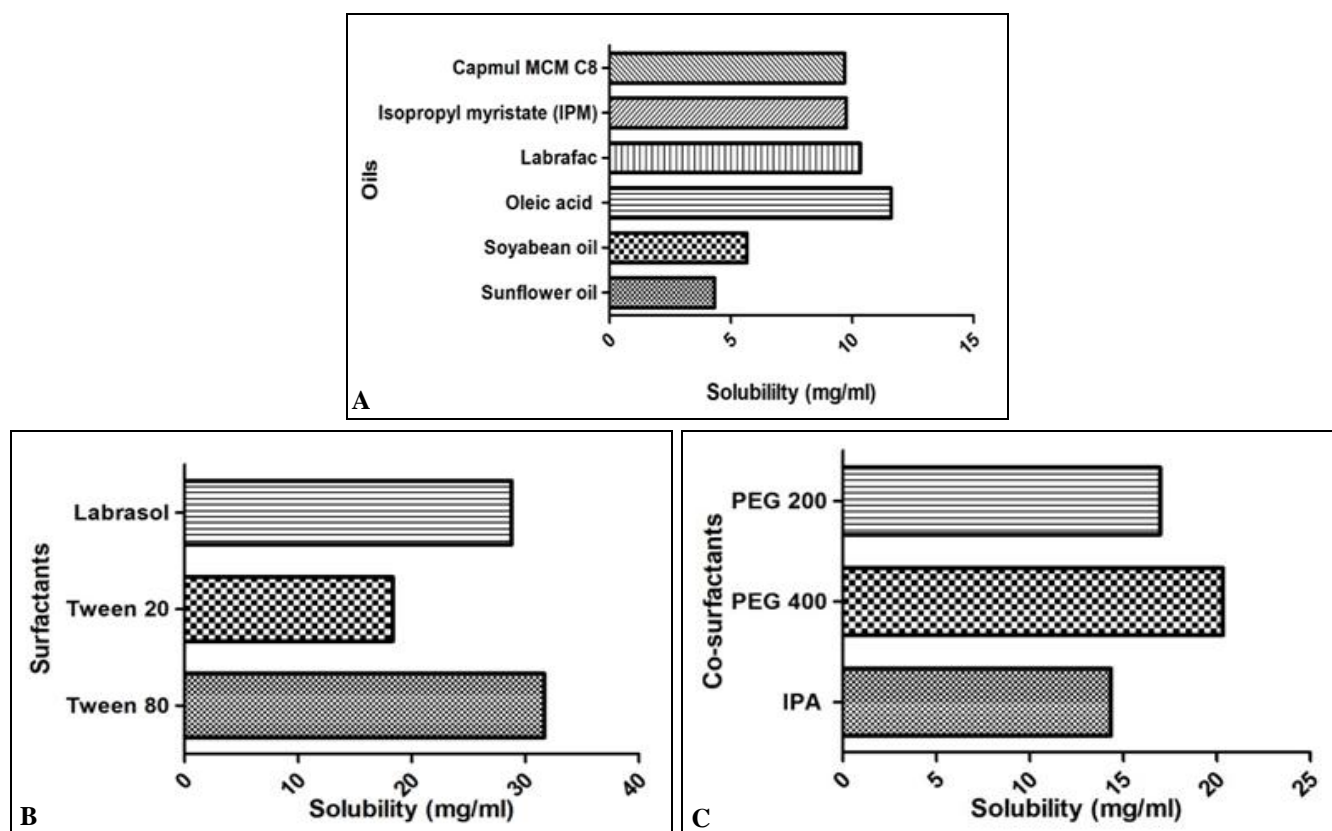 Capmul MCM C8
Isopropyl myristate (IPM)
Labrafac
Oleic acid
Soyabean oil
Sunflower oil
Oils
0 5 10 15
Solubililty (mg/ml)
A
Labrasol
Tween 20
Tween 80
Surfactants
0 10 20 30 40
Solubility (mg/ml)
B
PEG 200
PEG 400
IPA
Co-surfactants
0 5 10 15 20 25
Solubility (mg/ml)
C